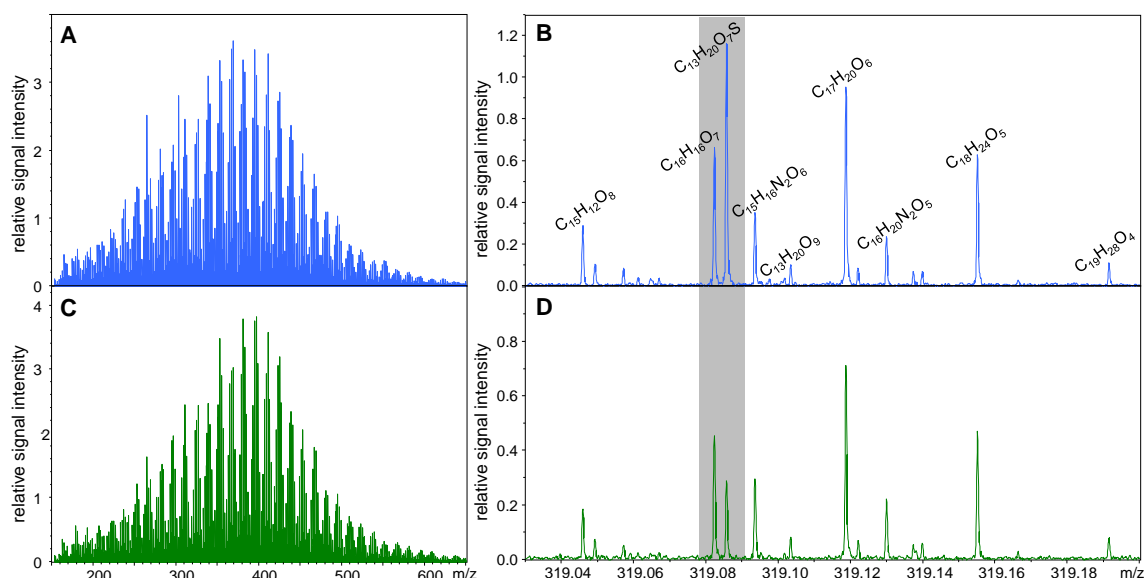 A
relative signal intensity
3
2
1
0
B
relative signal intensity
1.2
1.0
0.8
0.6
0.4
0.2
0.0
C₁₅H₁₂O₈
C₁₆H₁₆O₇
C₁₃H₂₀O₇S
C₁₅H₁₆N₂O₆
C₁₃H₂₀O₉
C₁₇H₂₀O₆
C₁₆H₂₀N₂O₅
C₁₈H₂₄O₅
C₁₉H₂₈O₄
C
relative signal intensity
4
3
2
1
0
200 300 400 500 600 m/z
D
relative signal intensity
0.8
0.6
0.4
0.2
0.0
319.04 319.06 319.08 319.10 319.12 319.14 319.16 319.18 m/z